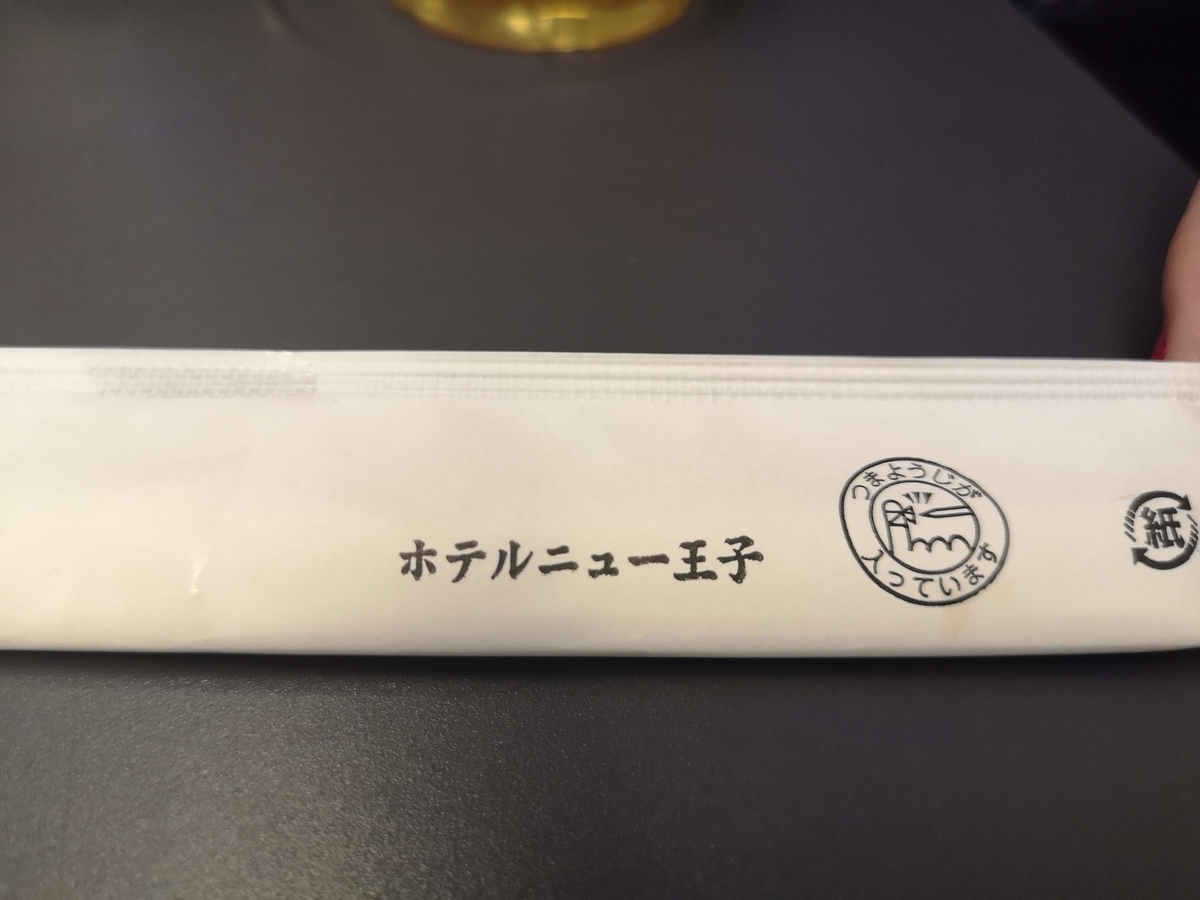 ホテルニュー王子
つまようじが
入っています
紙